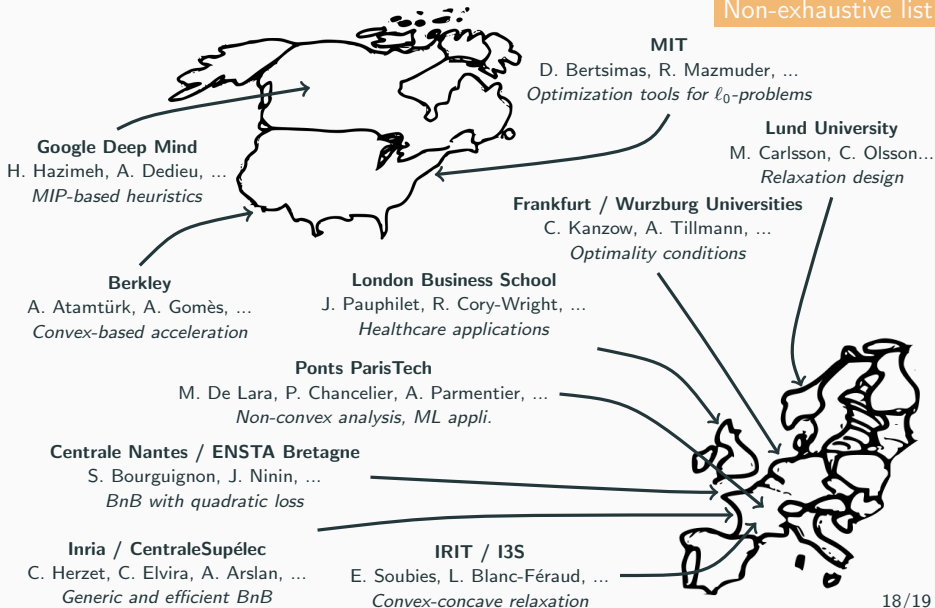 Non-exhaustive list
MIT
D. Bertsimas, R. Mazmuder, ...
Optimization tools for ℓ₀-problems
Google Deep Mind
H. Hazimeh, A. Dedieu, ...
MIP-based heuristics
Lund University
M. Carlsson, C. Olsson...
Relaxation design
Frankfurt / Wurzburg Universities
C. Kanzow, A. Tillmann, ...
Optimality conditions
Berkley
A. Atamtürk, A. Gomès, ...
Convex-based acceleration
London Business School
J. Pauphilet, R. Cory-Wright, ...
Healthcare applications
Ponts ParisTech
M. De Lara, P. Chancelier, A. Parmentier, ...
Non-convex analysis, ML appli.
Centrale Nantes / ENSTA Bretagne
S. Bourguignon, J. Ninin, ...
BnB with quadratic loss
Inria / CentraleSupélec
C. Herzet, C. Elvira, A. Arslan, ...
Generic and efficient BnB
IRIT / I3S
E. Soubies, L. Blanc-Féraud, ...
Convex-concave relaxation
18/19